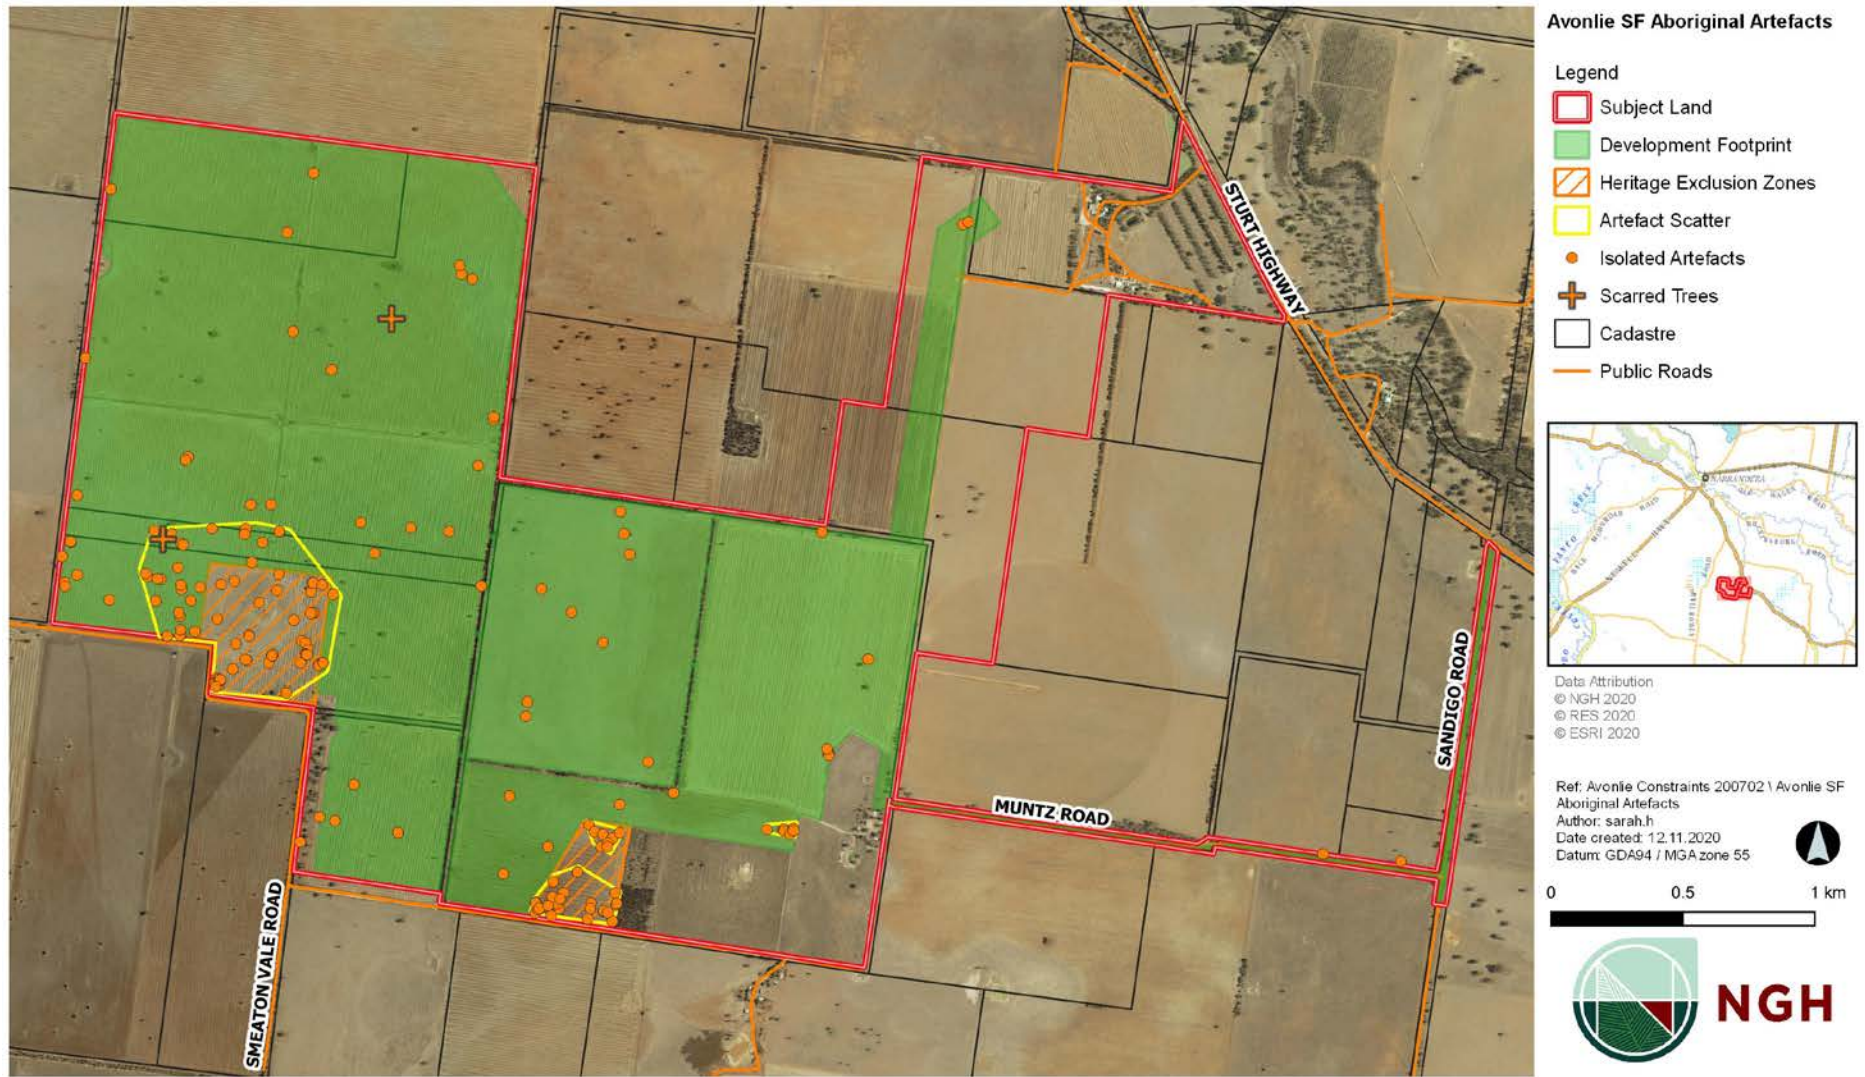 Avonlie SF Aboriginal Artefacts
Legend
Subject Land
Development Footprint
Heritage Exclusion Zones
Artefact Scatter
Isolated Artefacts
Scarred Trees
Cadastre
Public Roads
STURT HIGHWAY
SANDIGO ROAD
MUNTZ ROAD
SMEATON VALE ROAD
NARRANDERA
Data Attribution
© NGH 2020
© RES 2020
© ESRI 2020
Ref: Avonlie Constraints 200702 \ Avonlie SF
Aboriginal Artefacts
Author: sarah.h
Date created: 12.11.2020
Datum: GDA94 / MGA zone 55
0 0.5 1 km
NGH